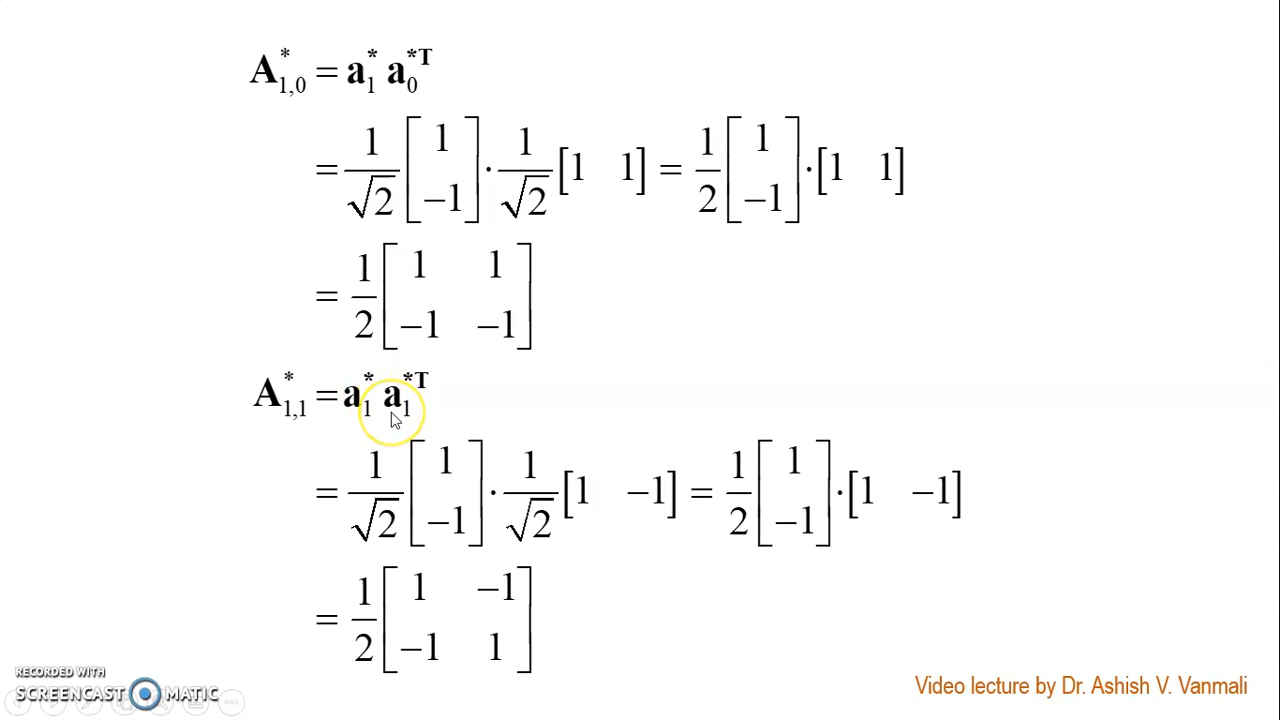 A*₁,₀ = a*₁ a*ᵀ₀
= 1/√2 [1; −1] · 1/√2 [1 1] = 1/2 [1; −1] · [1 1]
= 1/2 [1 1; −1 −1]
A*₁,₁ = a*₁ a*ᵀ₁
= 1/√2 [1; −1] · 1/√2 [1 −1] = 1/2 [1; −1] · [1 −1]
= 1/2 [1 −1; −1 1]
RECORDED WITH
SCREENCAST MATIC
Video lecture by Dr. Ashish V. Vanmali